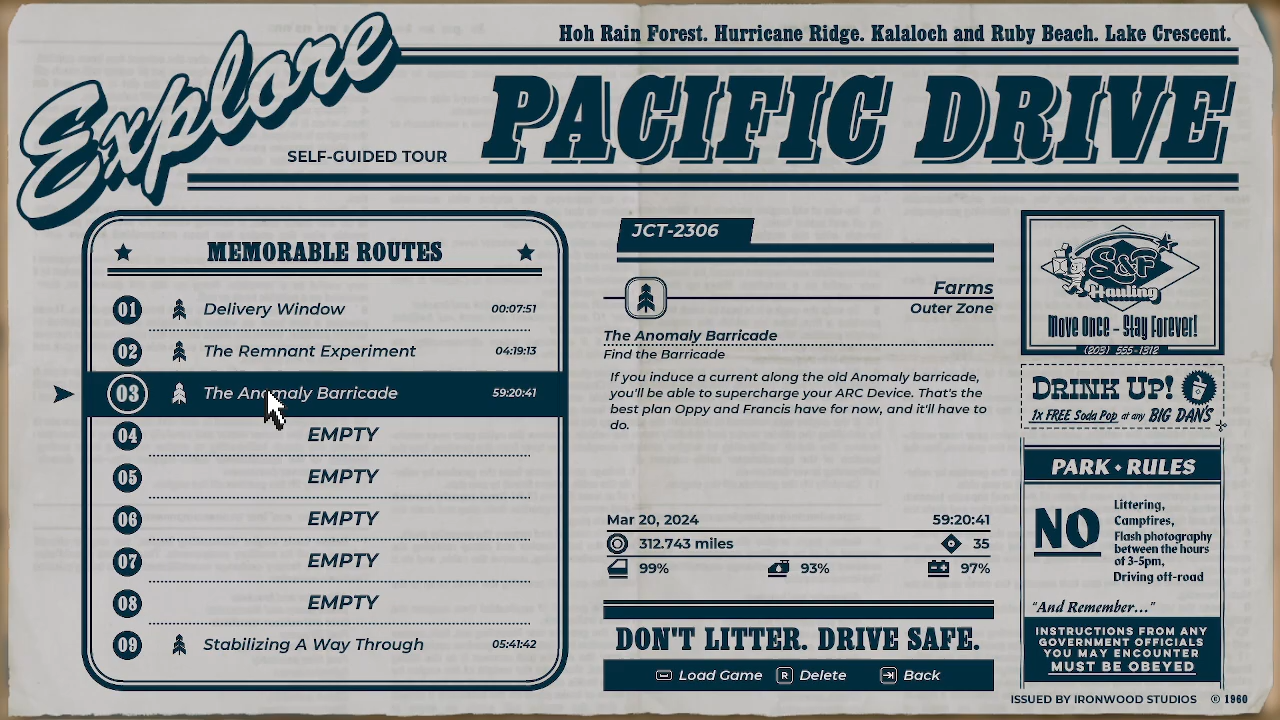 Explore
SELF-GUIDED TOUR
Hoh Rain Forest. Hurricane Ridge. Kalaloch and Ruby Beach. Lake Crescent.
PACIFIC DRIVE
MEMORABLE ROUTES
01 Delivery Window 00:07:51
02 The Remnant Experiment 04:19:13
03 The Anomaly Barricade 59:20:41
04 EMPTY
05 EMPTY
06 EMPTY
07 EMPTY
08 EMPTY
09 Stabilizing A Way Through 05:41:42
JCT-2306
Farms
Outer Zone
The Anomaly Barricade
Find the Barricade
If you induce a current along the old Anomaly barricade,
you'll be able to supercharge your ARC Device. That's the
best plan Oppy and Francis have for now, and it'll have to
do.
Mar 20, 2024 59:20:41
312.743 miles 35
99% 93% 97%
DON'T LITTER. DRIVE SAFE.
Load Game R Delete Back
S&F
Hauling
Move Once - Stay Forever!
(203) 555-1312
DRINK UP!
1x FREE Soda Pop at any BIG DAN'S
PARK • RULES
NO
Littering,
Campfires,
Flash photography
between the hours
of 3-5pm,
Driving off-road
"And Remember..."
INSTRUCTIONS FROM ANY
GOVERNMENT OFFICIALS
YOU MAY ENCOUNTER
MUST BE OBEYED
ISSUED BY IRONWOOD STUDIOS © 1960